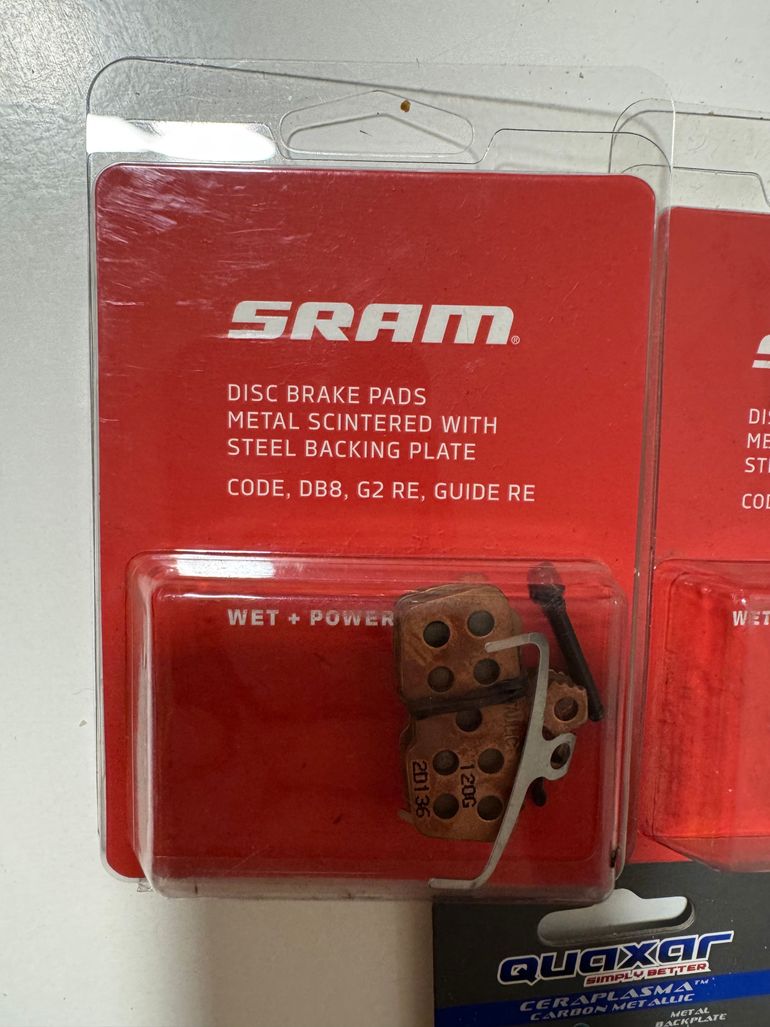 SRAM®
DISC BRAKE PADS
METAL SCINTERED WITH
STEEL BACKING PLATE
CODE, DB8, G2 RE, GUIDE RE
WET + POWER
120G
2D136
QUAXAR
SIMPLY BETTER
CERAPLASMA™
CARBON METALLIC
METAL
BACKPLATE